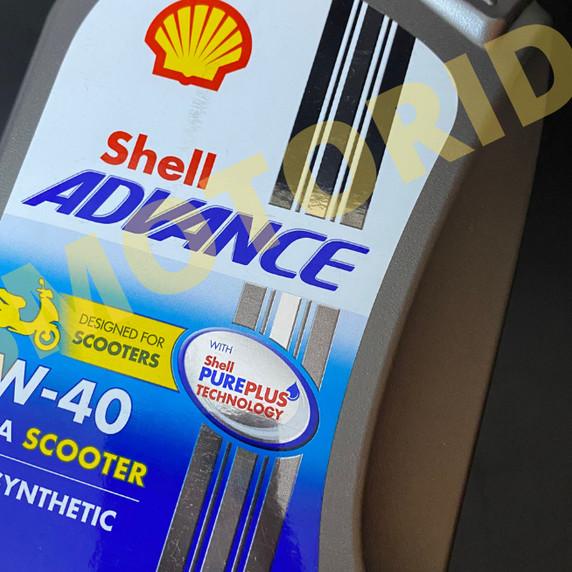 Shell
ADVANCE
DESIGNED FOR
SCOOTERS
WITH
Shell
PUREPLUS
TECHNOLOGY
W-40
A SCOOTER
SYNTHETIC
MOTORID